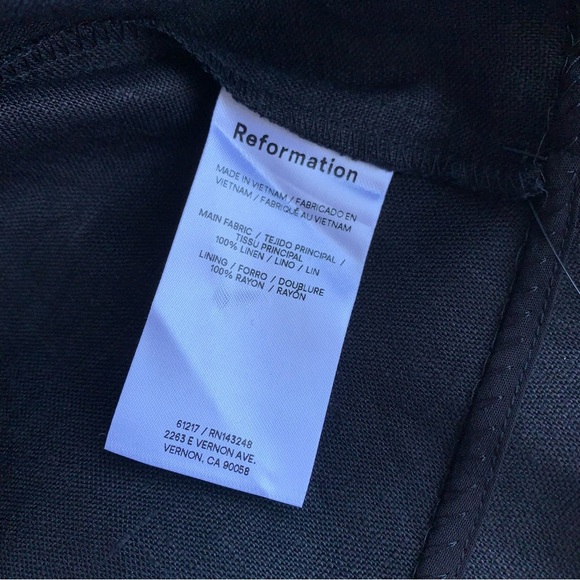 Reformation
MADE IN VIETNAM / FABRICADO EN
VIETNAM / FABRIQUÉ AU VIETNAM
MAIN FABRIC / TEJIDO PRINCIPAL /
TISSU PRINCIPAL
100% LINEN / LINO / LIN
LINING / FORRO / DOUBLURE
100% RAYON / RAYÓN
61217 / RN143248
2263 E VERNON AVE.
VERNON, CA 90058